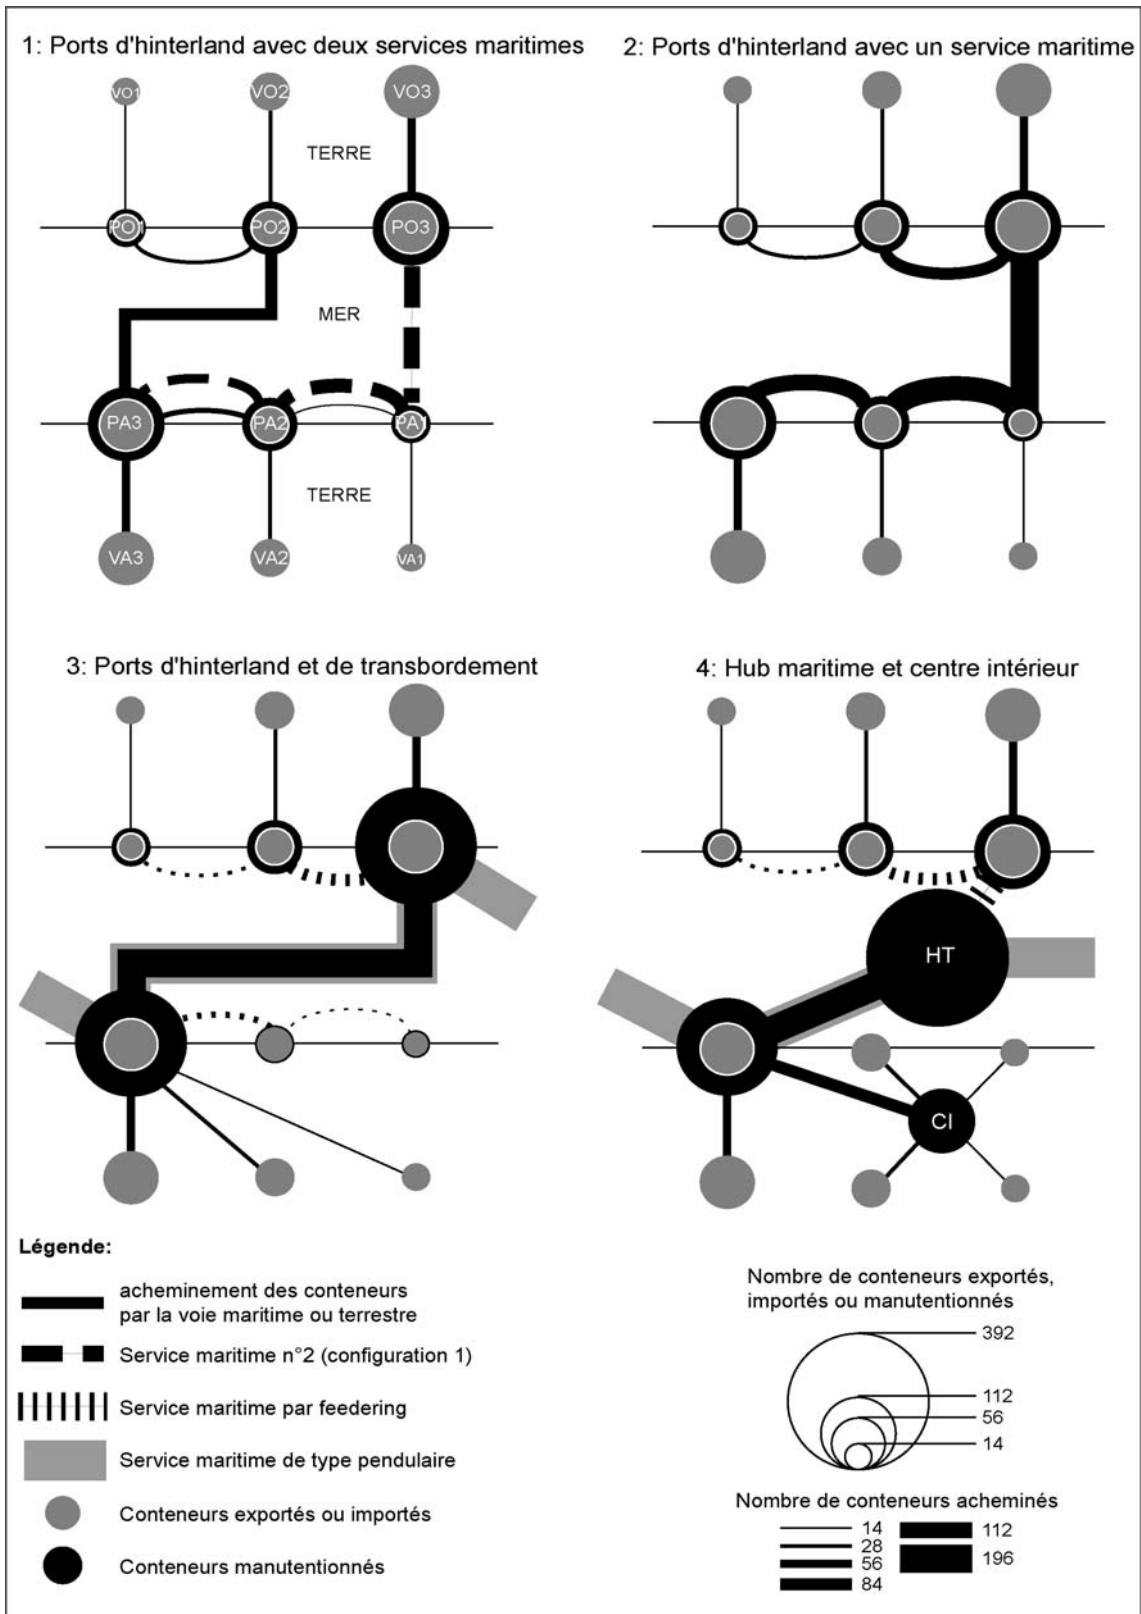 1: Ports d'hinterland avec deux services maritimes
2: Ports d'hinterland avec un service maritime
VO1
VO2
VO3
TERRE
PO1
PO2
PO3
MER
PA3
PA2
PA1
TERRE
VA3
VA2
VA1
3: Ports d'hinterland et de transbordement
4: Hub maritime et centre intérieur
HT
CI
Légende:
acheminement des conteneurs
par la voie maritime ou terrestre
Service maritime n°2 (configuration 1)
Service maritime par feedering
Service maritime de type pendulaire
Conteneurs exportés ou importés
Conteneurs manutentionnés
Nombre de conteneurs exportés,
importés ou manutentionnés
392
112
56
14
Nombre de conteneurs acheminés
14
28
56
84
112
196